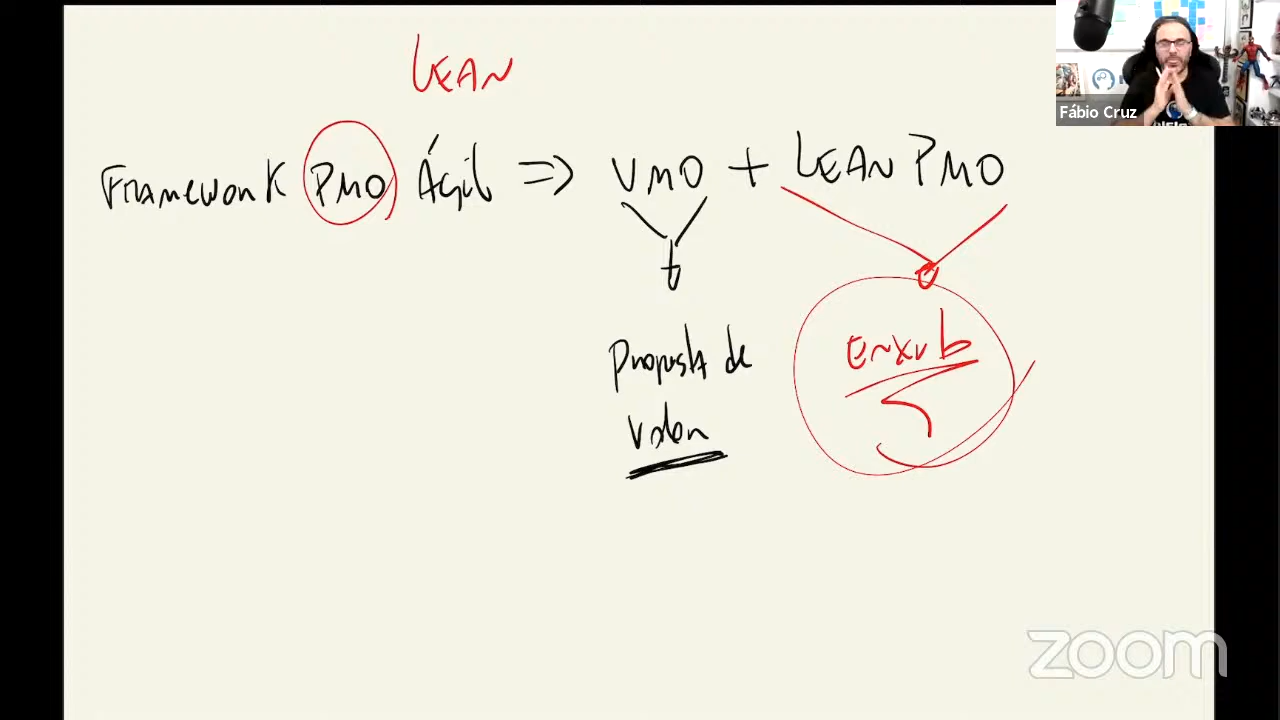 LEAN
Fábio Cruz
FRAMEWORK PMO ÁGIL => VMO + LEAN PMO
Proposta de
valor
enxuto
zoom